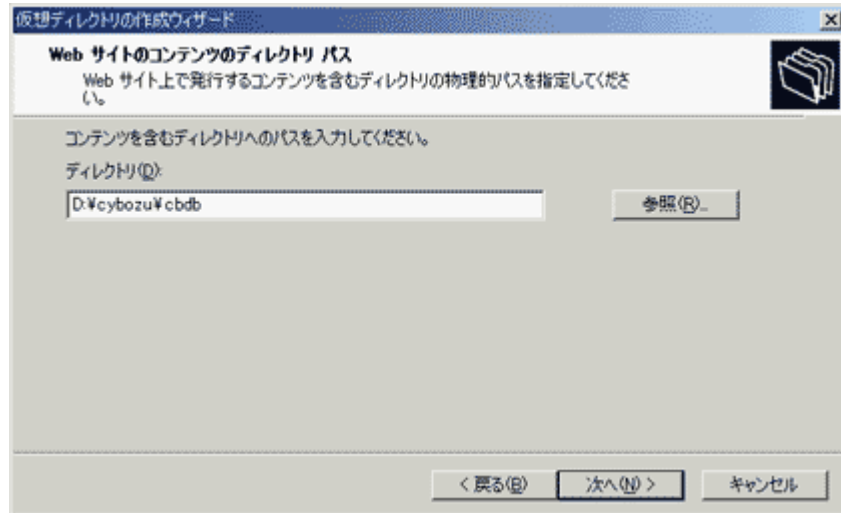 仮想ディレクトリの作成ウィザード
Web サイトのコンテンツのディレクトリ パス
Web サイト上で発行するコンテンツを含むディレクトリの物理的パスを指定してくださ
い。
コンテンツを含むディレクトリへのパスを入力してください。
ディレクトリ(D):
D:¥cybozu¥cbdb
参照(R)...
< 戻る(B)
次へ(N) >
キャンセル